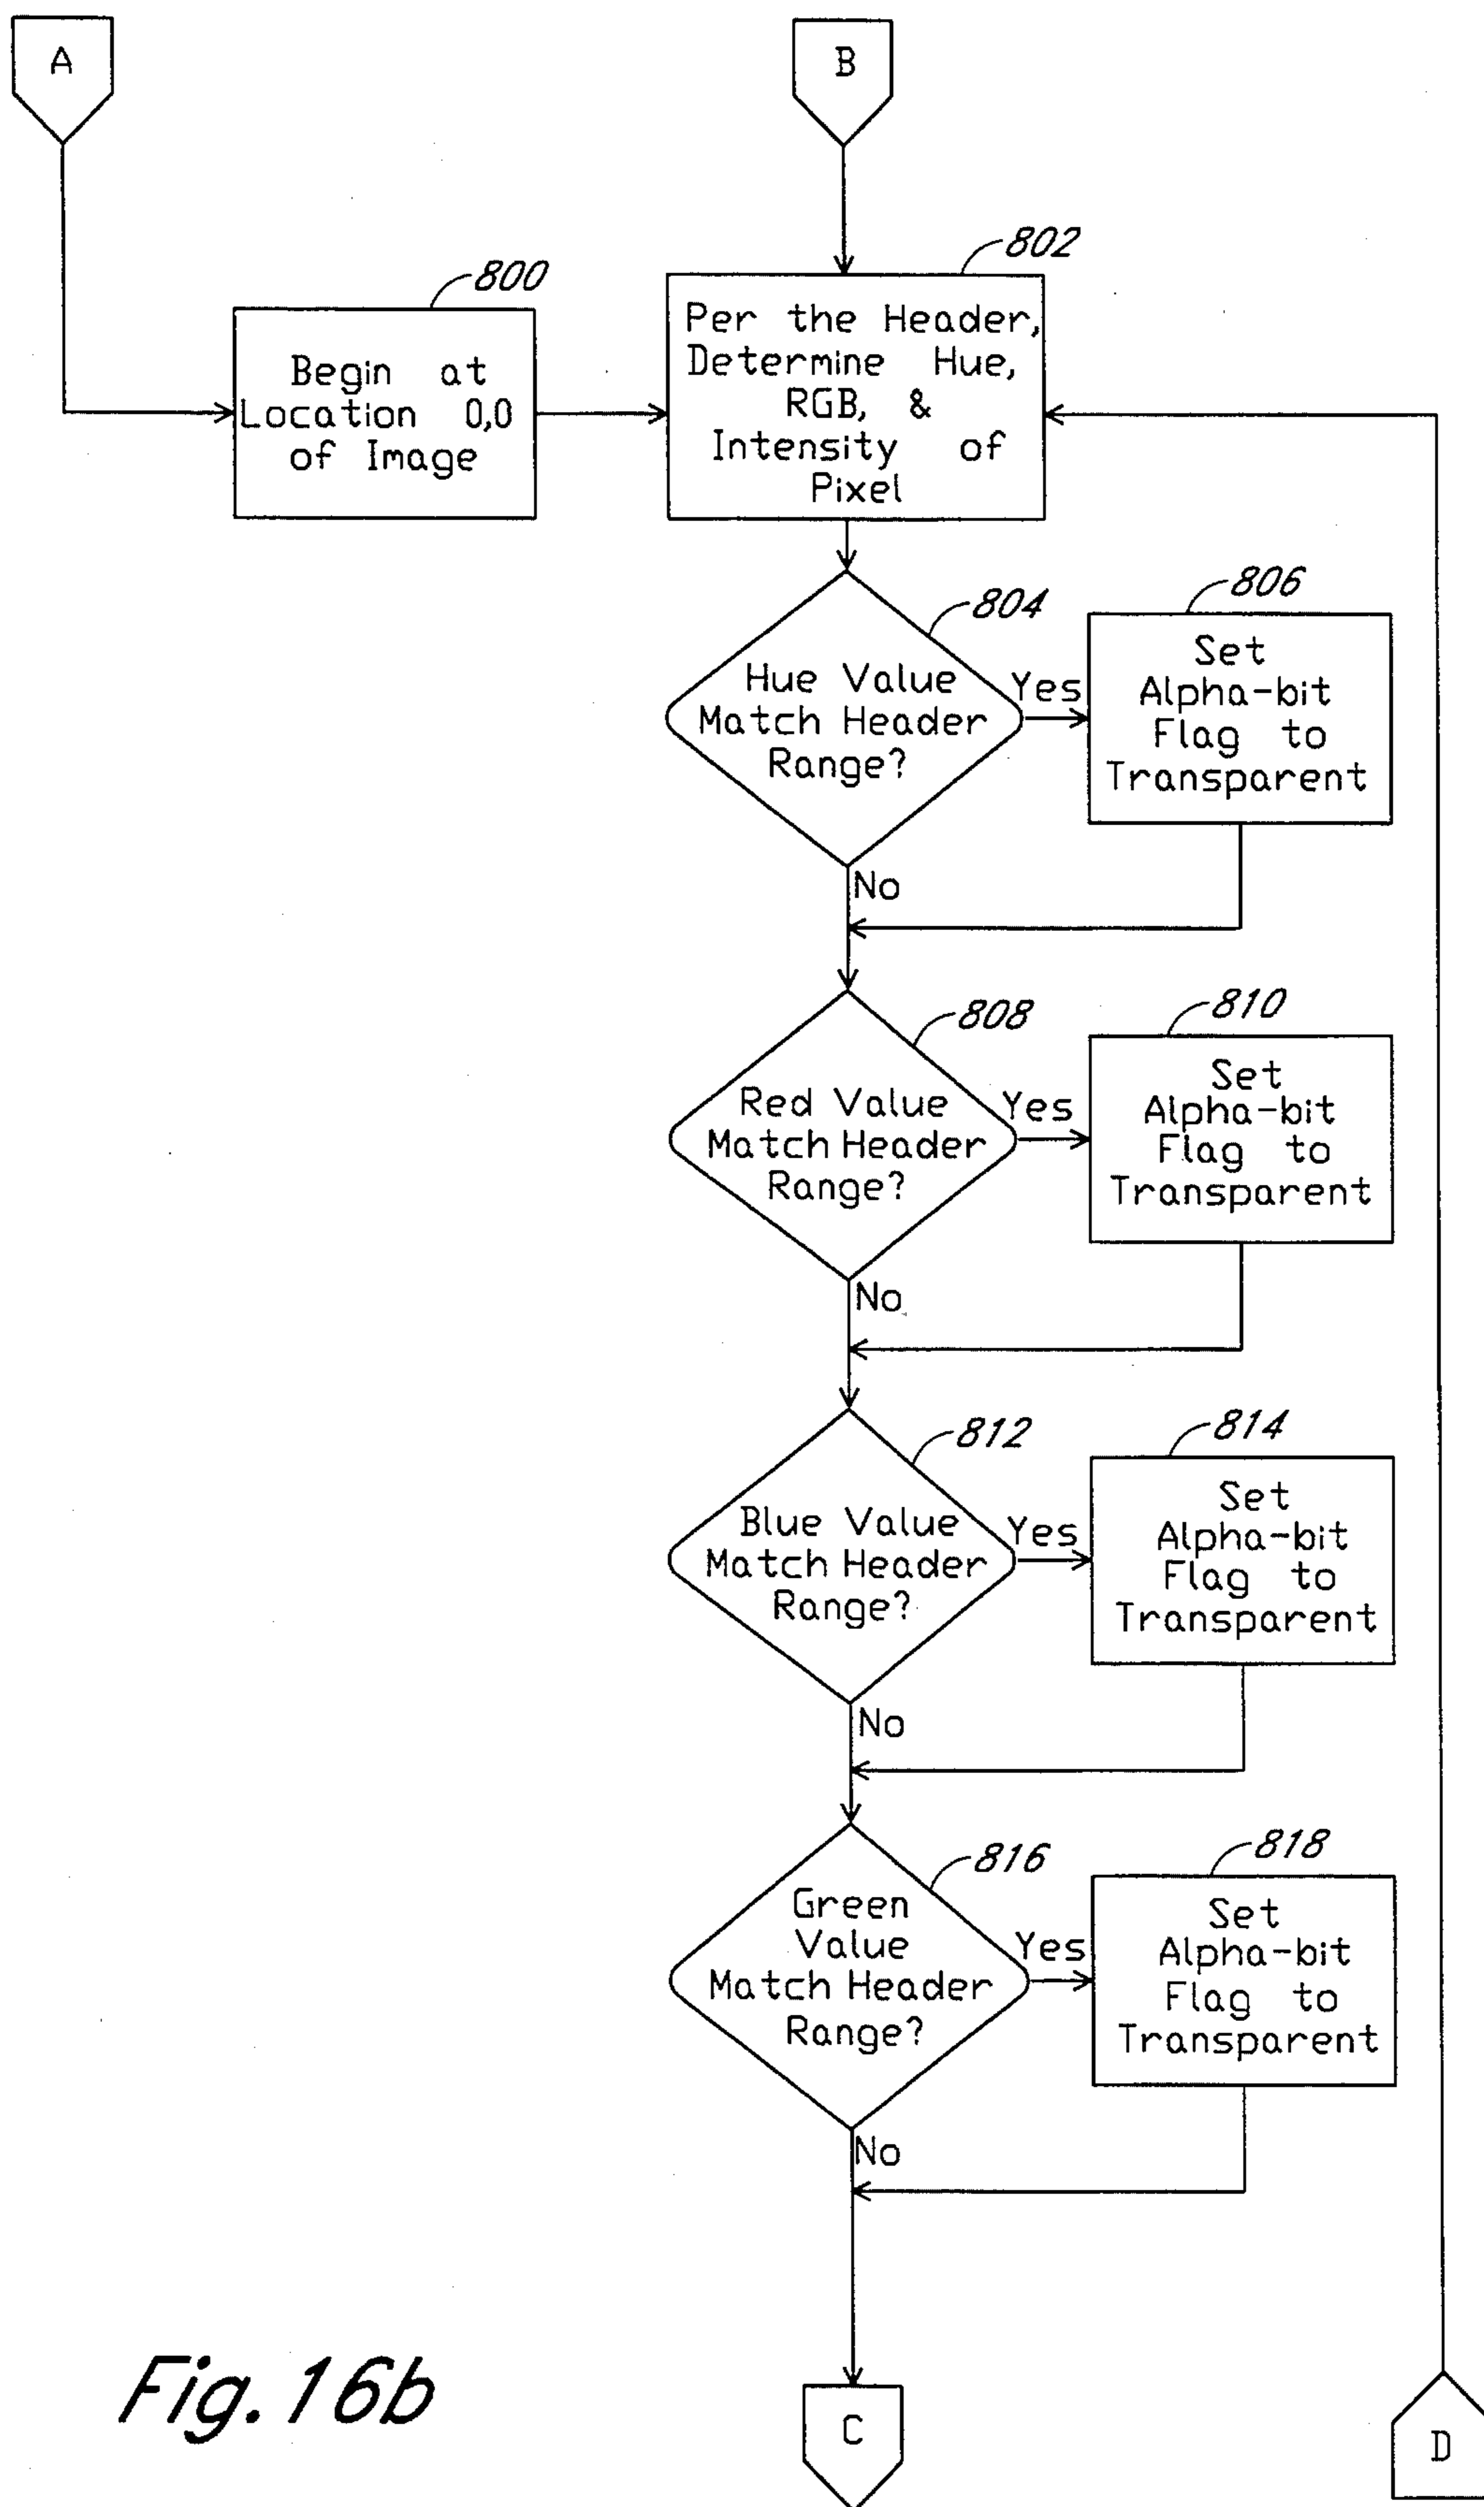 A
B
800
802
Begin at
Location 0,0
of Image
Per the Header,
Determine Hue,
RGB, &
Intensity of
Pixel
804
806
Hue Value
Match Header
Range?
Yes
Set
Alpha-bit
Flag to
Transparent
No
808
810
Red Value
Match Header
Range?
Yes
Set
Alpha-bit
Flag to
Transparent
No
812
814
Blue Value
Match Header
Range?
Yes
Set
Alpha-bit
Flag to
Transparent
No
816
818
Green
Value
Match Header
Range?
Yes
Set
Alpha-bit
Flag to
Transparent
No
Fig. 16b
C
D